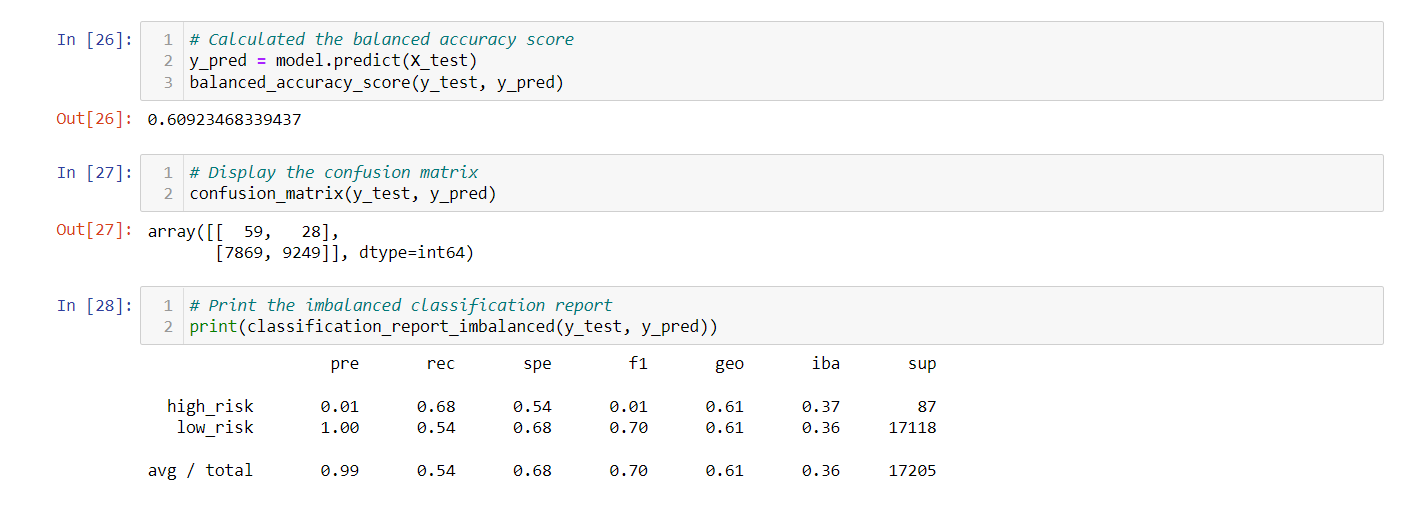 In [26]: 1 # Calculated the balanced accuracy score
2 y_pred = model.predict(X_test)
3 balanced_accuracy_score(y_test, y_pred)
Out[26]: 0.60923468339437
In [27]: 1 # Display the confusion matrix
2 confusion_matrix(y_test, y_pred)
Out[27]: array([[  59,   28],
       [7869, 9249]], dtype=int64)
In [28]: 1 # Print the imbalanced classification report
2 print(classification_report_imbalanced(y_test, y_pred))
pre rec spe f1 geo iba sup
high_risk 0.01 0.68 0.54 0.01 0.61 0.37 87
low_risk 1.00 0.54 0.68 0.70 0.61 0.36 17118
avg / total 0.99 0.54 0.68 0.70 0.61 0.36 17205